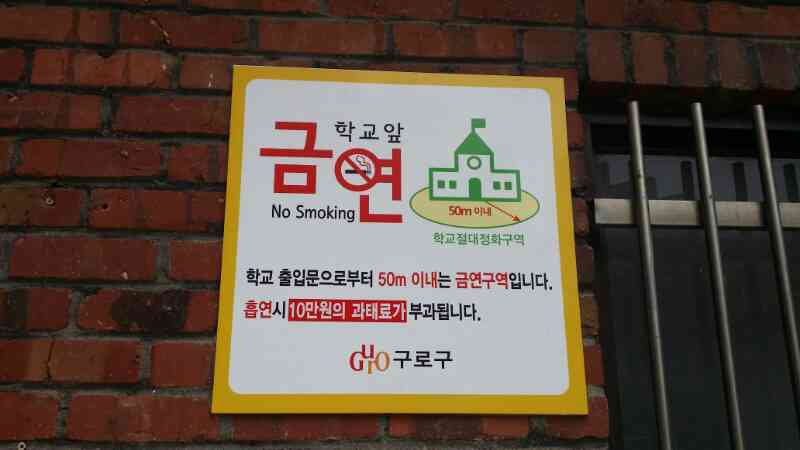 학교앞
금연
No Smoking
50m 이내
학교절대정화구역
학교 출입문으로부터 50m 이내는 금연구역입니다.
흡연시 10만원의 과태료가 부과됩니다.
Guro 구로구